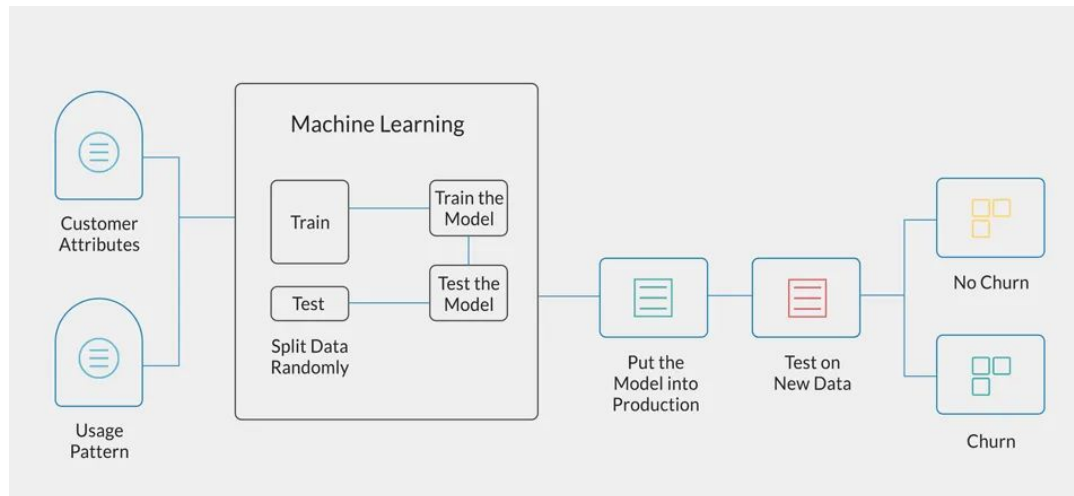 Machine Learning
Customer
Attributes
Usage
Pattern
Train
Test
Split Data
Randomly
Train the
Model
Test the
Model
Put the
Model into
Production
Test on
New Data
No Churn
Churn